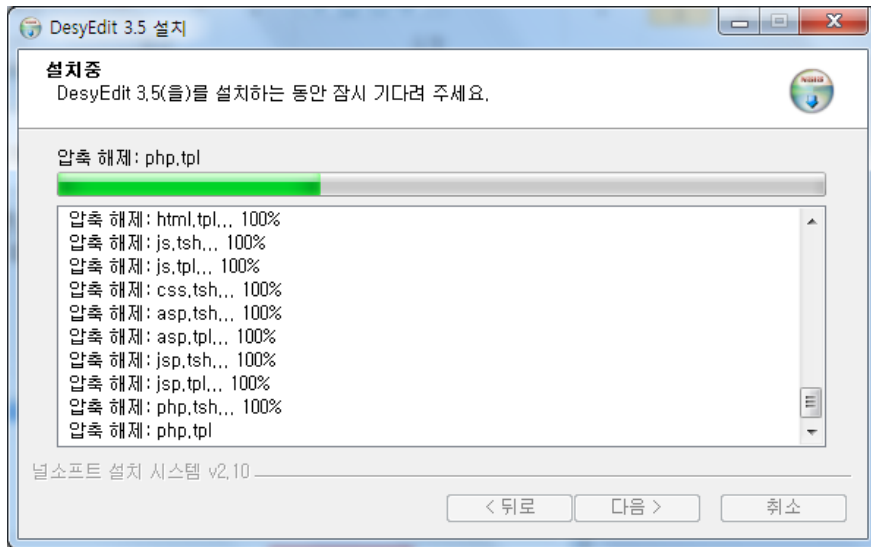 DesyEdit 3.5 설치
설치중
DesyEdit 3.5(을)를 설치하는 동안 잠시 기다려 주세요.
압축 해제: php.tpl
압축 해제: html.tpl... 100%
압축 해제: js.tsh... 100%
압축 해제: js.tpl... 100%
압축 해제: css.tsh... 100%
압축 해제: asp.tsh... 100%
압축 해제: asp.tpl... 100%
압축 해제: jsp.tsh... 100%
압축 해제: jsp.tpl... 100%
압축 해제: php.tsh... 100%
압축 해제: php.tpl
널소프트 설치 시스템 v2.10
< 뒤로 다음 > 취소